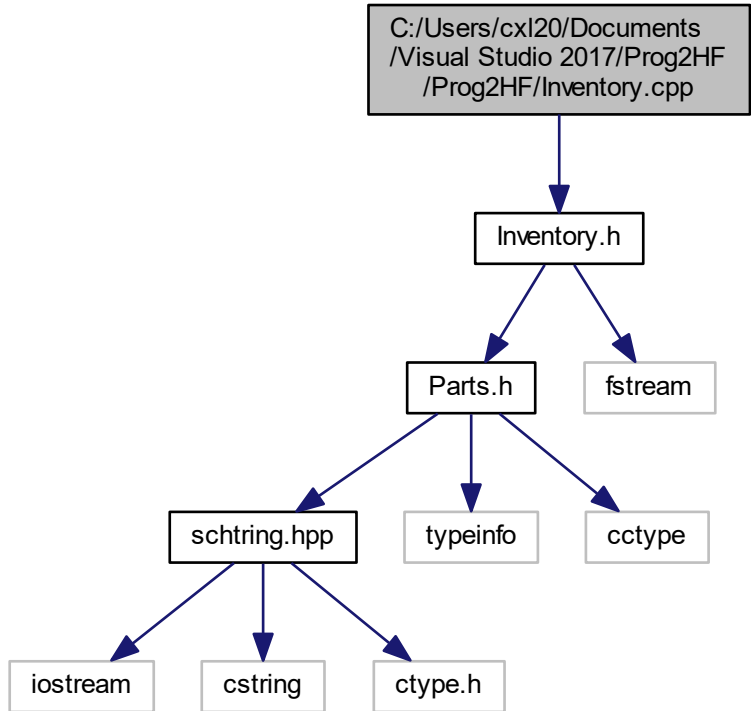 C:/Users/cxl20/Documents
/Visual Studio 2017/Prog2HF
/Prog2HF/Inventory.cpp
Inventory.h
Parts.h
fstream
schtring.hpp
typeinfo
cctype
iostream
cstring
ctype.h